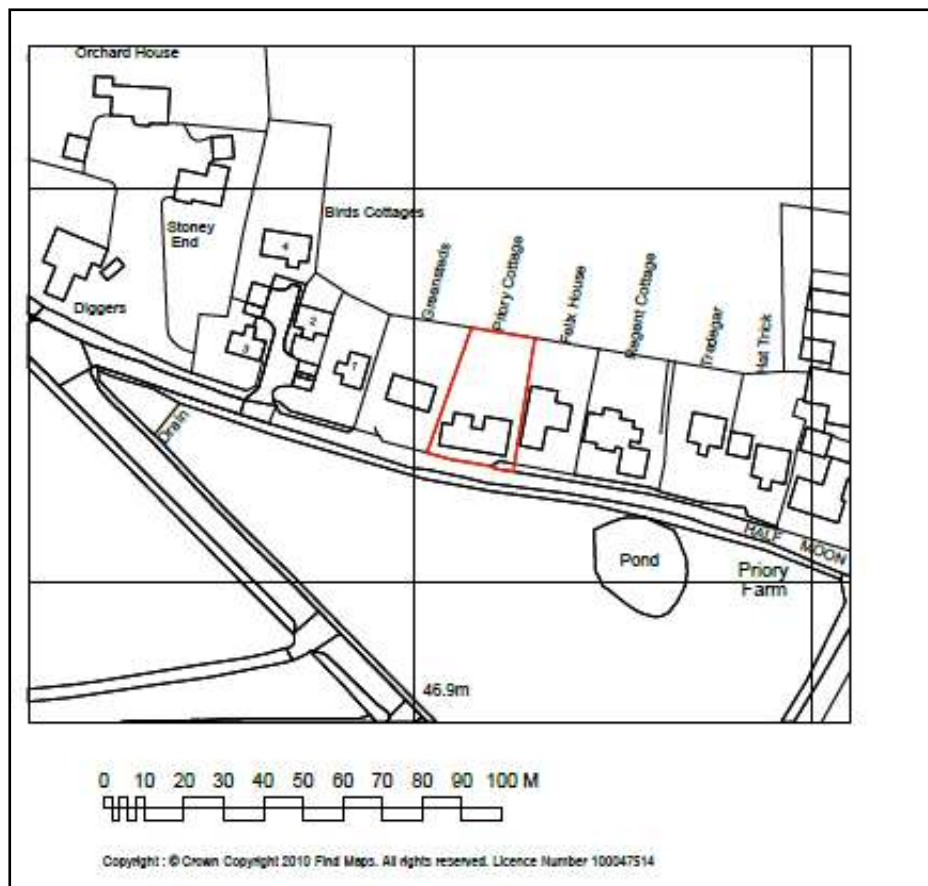 Orchard House
Birds Cottages
Stoney
End
4
Diggers
3
2
1
Greensteds
Priory Cottage
Felix House
Regent Cottage
Tradegar
Hat Trick
Drain
HALF MOON
Pond
Priory
Farm
46.9m
0 10 20 30 40 50 60 70 80 90 100 M
Copyright : © Crown Copyright 2010 Find Maps. All rights reserved. Licence Number 100047514